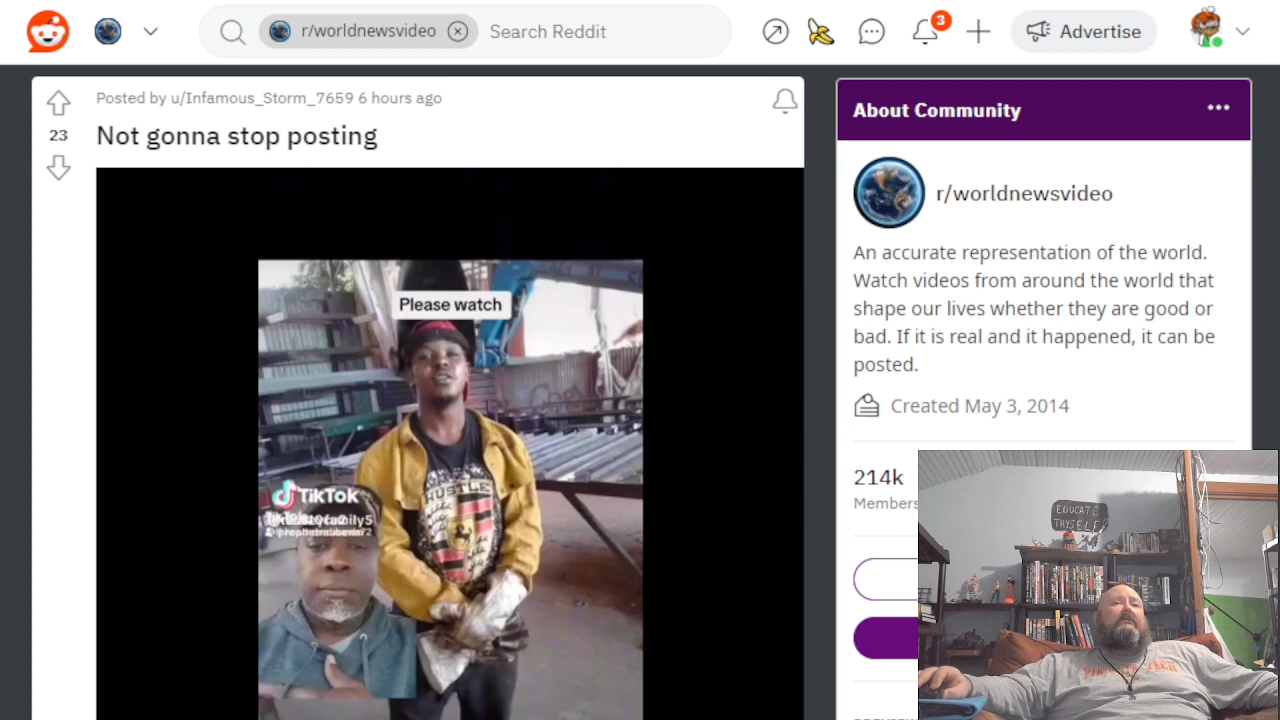 r/worldnewsvideo
Search Reddit
3
Advertise
Posted by u/Infamous_Storm_7659 6 hours ago
23
Not gonna stop posting
Please watch
HUSTLE
TikTok
About Community
r/worldnewsvideo
An accurate representation of the world.
Watch videos from around the world that
shape our lives whether they are good or
bad. If it is real and it happened, it can be
posted.
Created May 3, 2014
214k
Members
EDUCATE
THYSELF